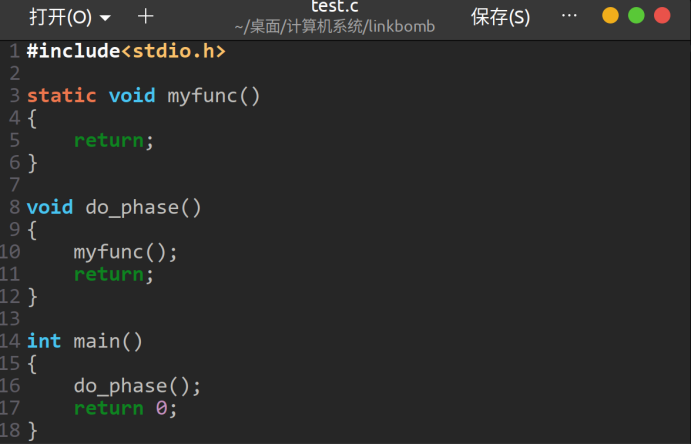 打开(O) test.c 保存(S) ...
~/桌面/计算机系统/linkbomb
1 #include<stdio.h>
2
3 static void myfunc()
4 {
5     return;
6 }
7
8 void do_phase()
9 {
10     myfunc();
11     return;
12 }
13
14 int main()
15 {
16     do_phase();
17     return 0;
18 }